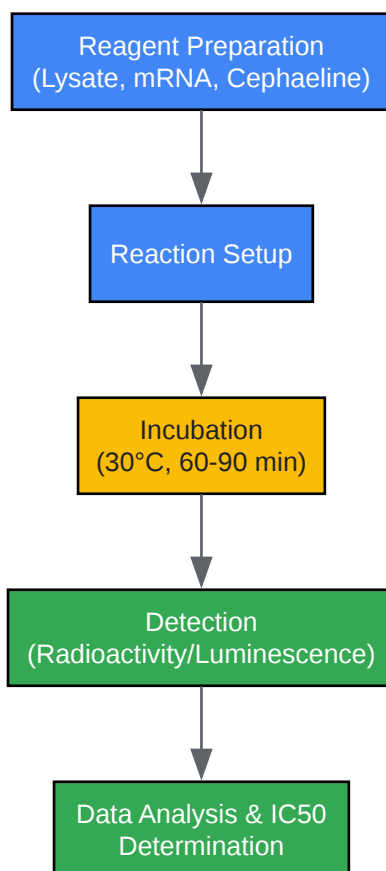 Reagent Preparation
(Lysate, mRNA, Cephaeline)
Reaction Setup
Incubation
(30°C, 60-90 min)
Detection
(Radioactivity/Luminescence)
Data Analysis & IC50
Determination